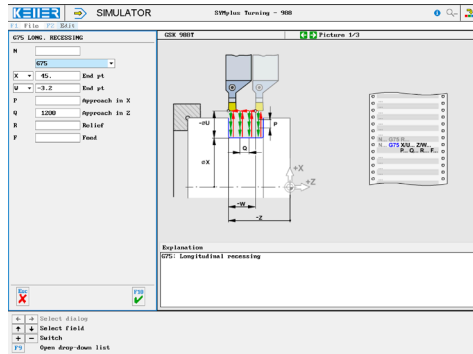 KELLER SIMULATOR SYMplus Turning - 988
F1 File F2 Edit
G75 LONG. RECESSING
GSK 980T Picture 1/3
N
G75
X 45. End pt
W -3.2 End pt
P Approach in X
Q 1200 Approach in Z
R Relief
F Feed
-øU
P
Q
øX
+X
+Z
-W
-Z
N... G75 R...
N... G75 X/U... Z/W...
P... Q... R... F...
Explanation
G75: Longitudinal recessing
Esc
F10
Select dialog
Select field
+ - Switch
F9 Open drop-down list